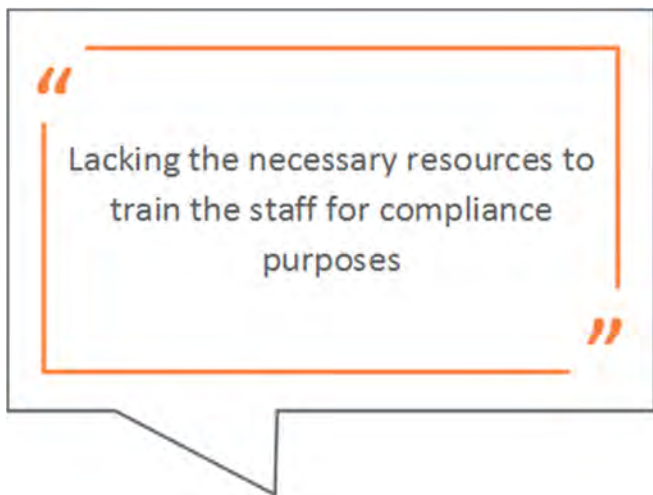 “
Lacking the necessary resources to
train the staff for compliance
purposes
”